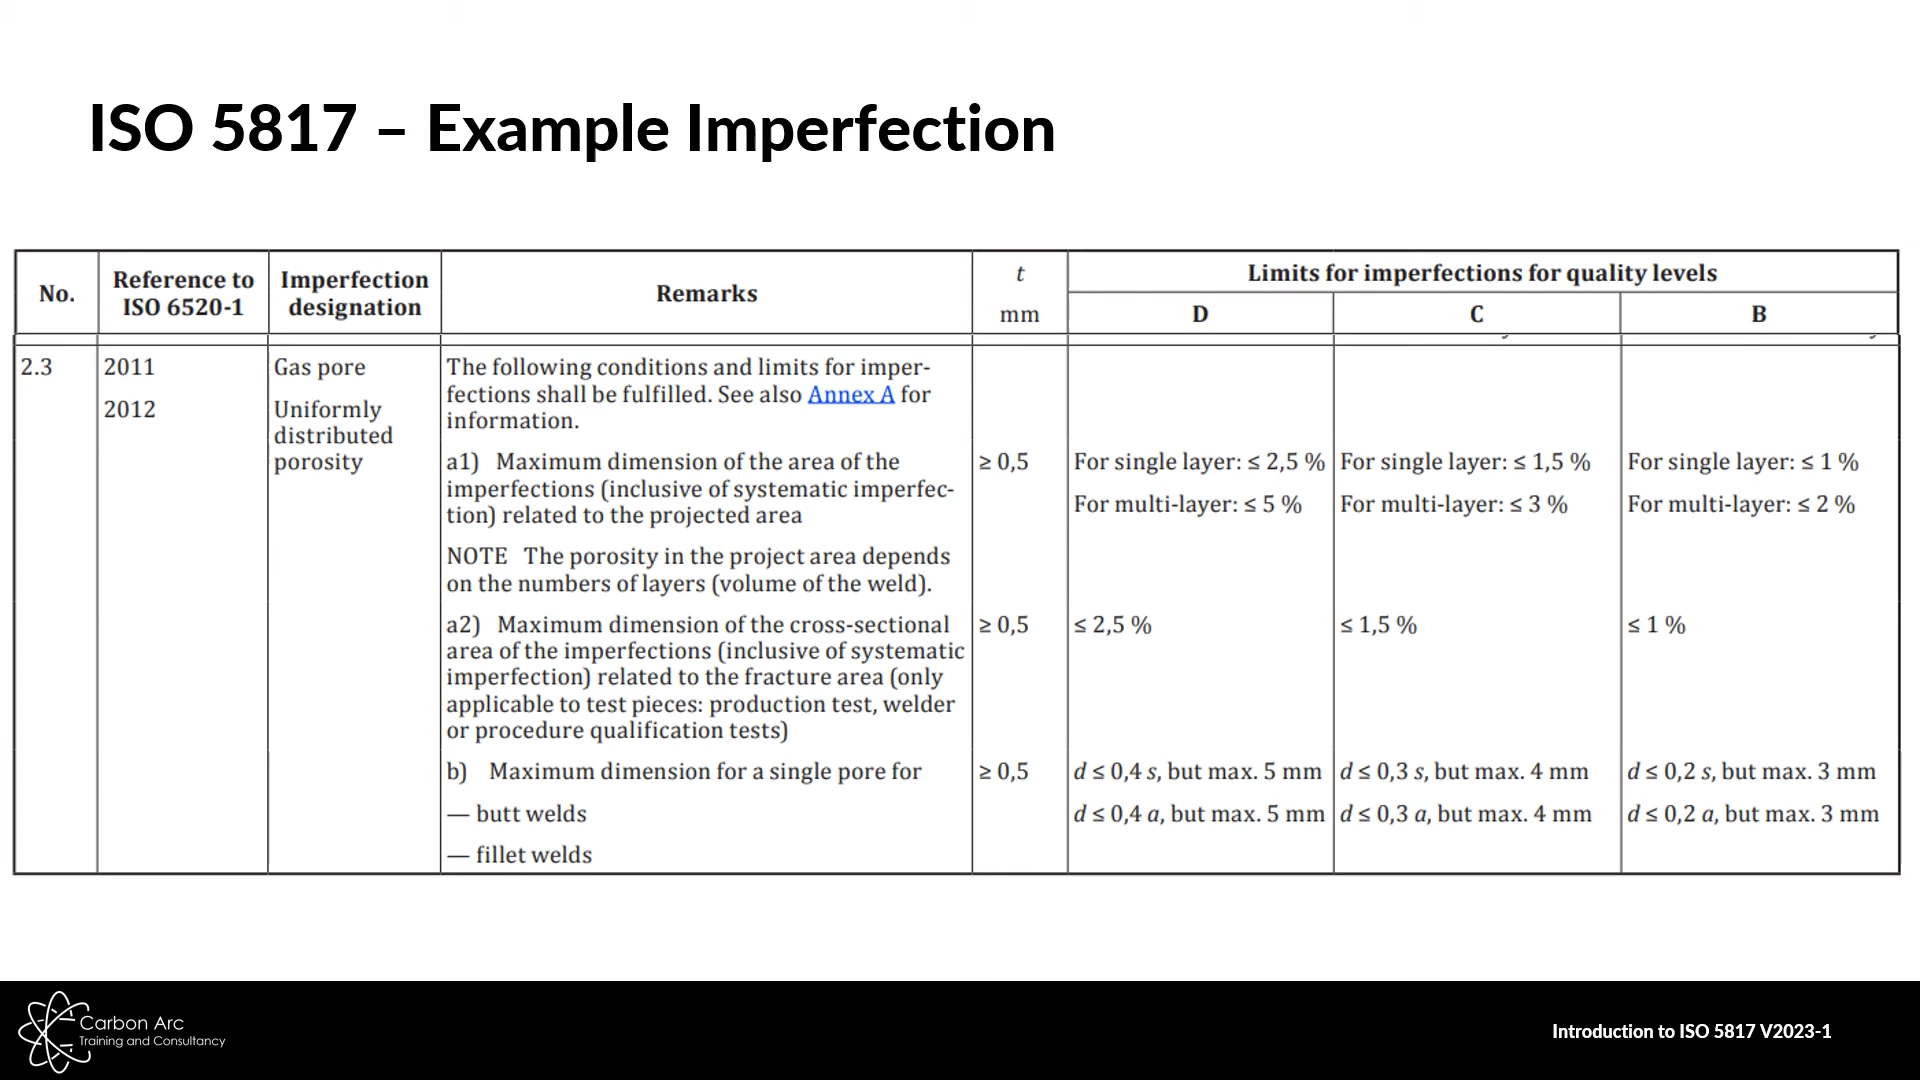 ISO 5817 – Example Imperfection
No.
Reference to
ISO 6520-1
Imperfection
designation
Remarks
t
mm
Limits for imperfections for quality levels
D
C
B
2.3
2011
2012
Gas pore
Uniformly
distributed
porosity
The following conditions and limits for imper-
fections shall be fulfilled. See also Annex A for
information.
a1) Maximum dimension of the area of the
imperfections (inclusive of systematic imperfec-
tion) related to the projected area
NOTE The porosity in the project area depends
on the numbers of layers (volume of the weld).
≥ 0,5
For single layer: ≤ 2,5 %
For multi-layer: ≤ 5 %
For single layer: ≤ 1,5 %
For multi-layer: ≤ 3 %
For single layer: ≤ 1 %
For multi-layer: ≤ 2 %
a2) Maximum dimension of the cross-sectional
area of the imperfections (inclusive of systematic
imperfection) related to the fracture area (only
applicable to test pieces: production test, welder
or procedure qualification tests)
≥ 0,5
≤ 2,5 %
≤ 1,5 %
≤ 1 %
b) Maximum dimension for a single pore for
— butt welds
— fillet welds
≥ 0,5
d ≤ 0,4 s, but max. 5 mm
d ≤ 0,4 a, but max. 5 mm
d ≤ 0,3 s, but max. 4 mm
d ≤ 0,3 a, but max. 4 mm
d ≤ 0,2 s, but max. 3 mm
d ≤ 0,2 a, but max. 3 mm
Carbon Arc
Training and Consultancy
Introduction to ISO 5817 V2023-1